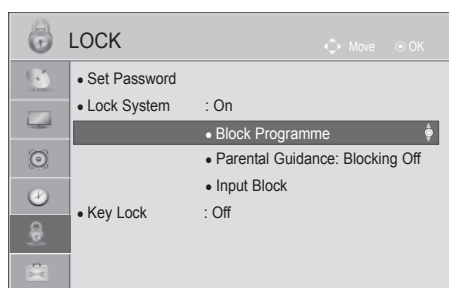 LOCK
Move ⊙ OK
• Set Password
• Lock System : On
• Block Programme
• Parental Guidance: Blocking Off
• Input Block
• Key Lock : Off